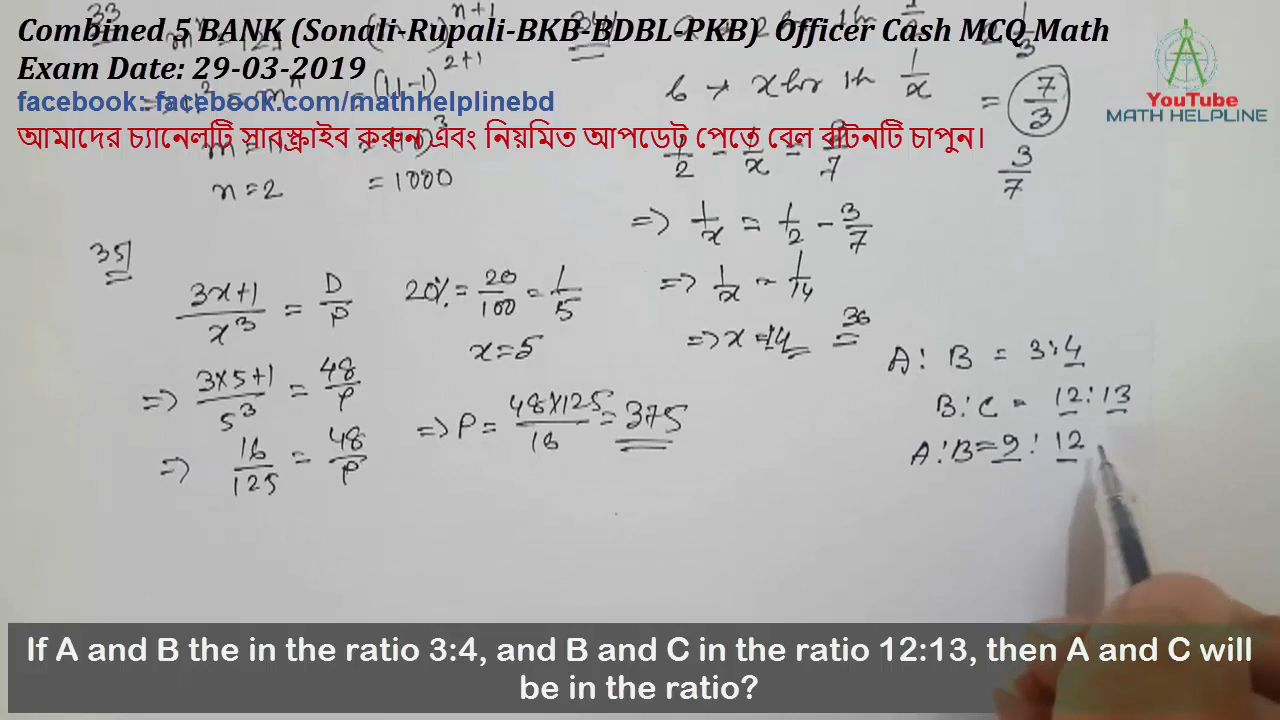 Combined 5 BANK (Sonali-Rupali-BKB-BDBL-PKB) Officer Cash MCQ Math
Exam Date: 29-03-2019
facebook: facebook.com/mathhelplinebd
আমাদের চ্যানেলটি সাবস্ক্রাইব করুন এবং নিয়মিত আপডেট পেতে বেল বাটনটি চাপুন।
YouTube
MATH HELPLINE
33
n=2
=1000
2+1
= 7/3
3/7
=> 1/x = 1/2 - 3/7
=> 1/x = 1/14
=> x = 14
35
3x+1/x³ = D/P
=> 3×5+1/5³ = 48/P
=> 16/125 = 48/P
20% = 20/100 = 1/5
x=5
=> P = 48×125/16 = 375
36
A:B = 3:4
B:C = 12:13
A:B = 9:12
If A and B the in the ratio 3:4, and B and C in the ratio 12:13, then A and C will
be in the ratio?